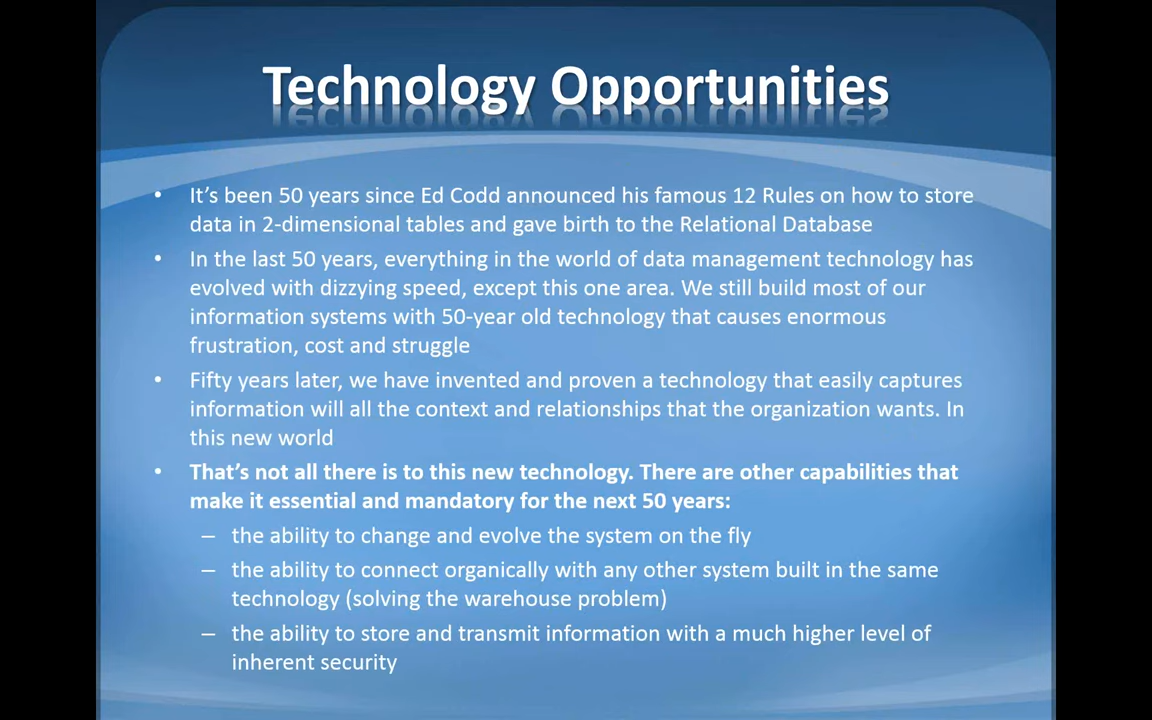 Technology Opportunities
• It’s been 50 years since Ed Codd announced his famous 12 Rules on how to store
data in 2-dimensional tables and gave birth to the Relational Database
• In the last 50 years, everything in the world of data management technology has
evolved with dizzying speed, except this one area. We still build most of our
information systems with 50-year old technology that causes enormous
frustration, cost and struggle
• Fifty years later, we have invented and proven a technology that easily captures
information will all the context and relationships that the organization wants. In
this new world
• That’s not all there is to this new technology. There are other capabilities that
make it essential and mandatory for the next 50 years:
– the ability to change and evolve the system on the fly
– the ability to connect organically with any other system built in the same
technology (solving the warehouse problem)
– the ability to store and transmit information with a much higher level of
inherent security